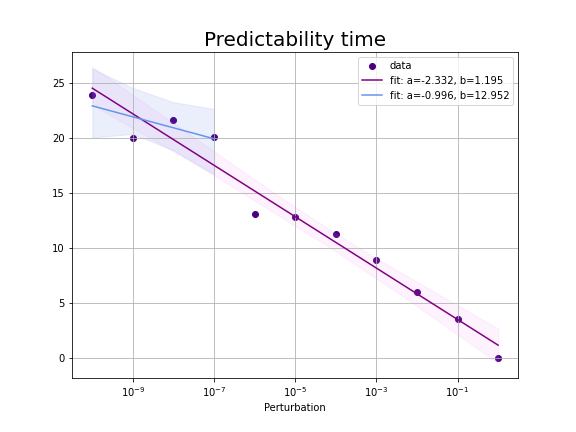 Predictability time
data
fit: a=-2.332, b=1.195
fit: a=-0.996, b=12.952
25
20
15
10
5
0
10⁻⁹ 10⁻⁷ 10⁻⁵ 10⁻³ 10⁻¹
Perturbation